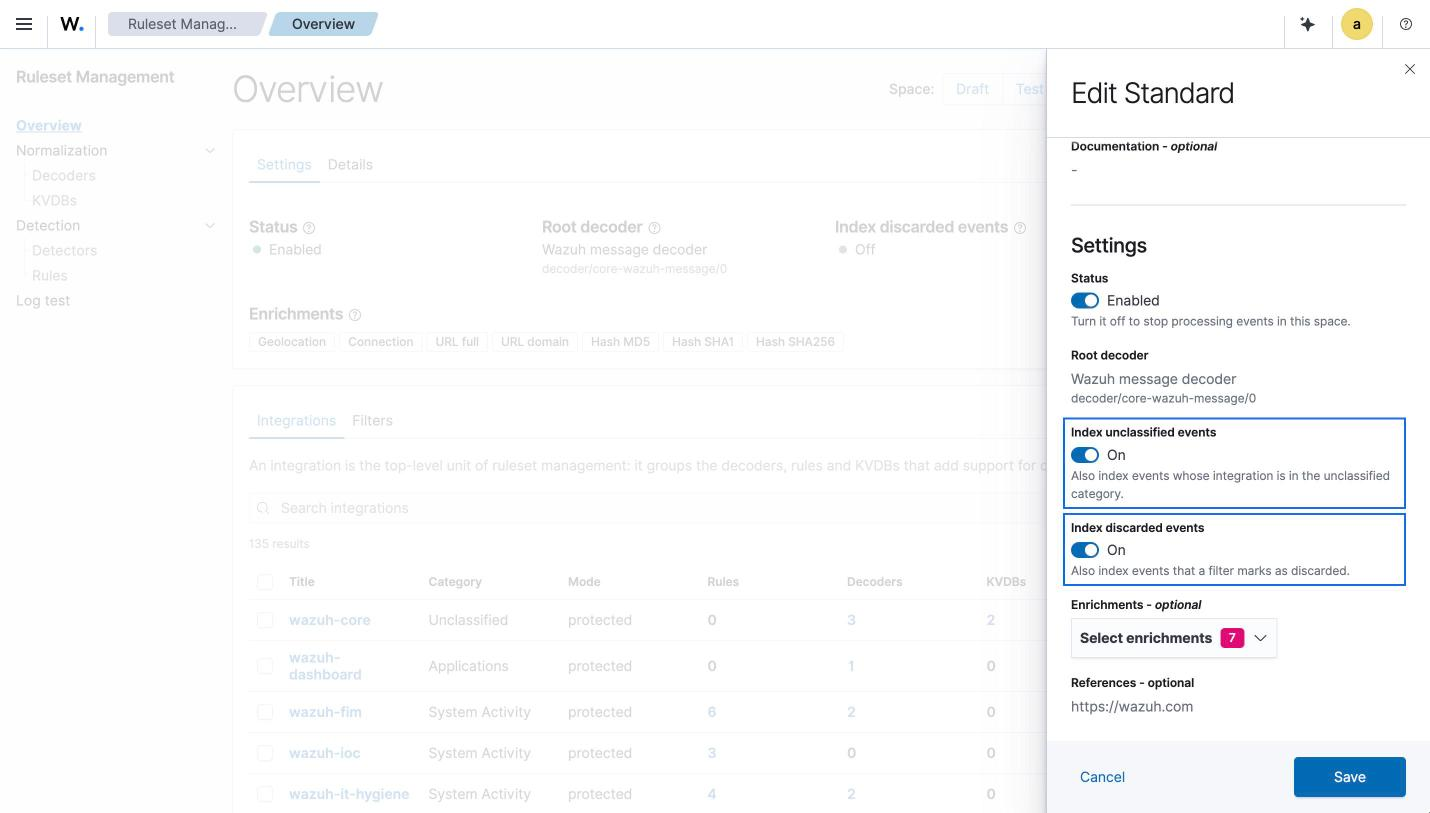 W.
Ruleset Manag...
Overview
a
Ruleset Management
Overview
Normalization
Decoders
KVDBs
Detection
Detectors
Rules
Log test
Overview
Space:
Draft
Test
Settings
Details
Status
Enabled
Root decoder
Wazuh message decoder
decoder/core-wazuh-message/0
Index discarded events
Off
Enrichments
Geolocation
Connection
URL full
URL domain
Hash MD5
Hash SHA1
Hash SHA256
Integrations
Filters
An integration is the top-level unit of ruleset management: it groups the decoders, rules and KVDBs that add support for
Search integrations
135 results
Title Category Mode Rules Decoders KVDBs
wazuh-core Unclassified protected 0 3 2
wazuh-
dashboard Applications protected 0 1 0
wazuh-fim System Activity protected 6 2 0
wazuh-ioc System Activity protected 3 0 0
wazuh-it-hygiene System Activity protected 4 2 0
Edit Standard
Documentation - optional
-
Settings
Status
Enabled
Turn it off to stop processing events in this space.
Root decoder
Wazuh message decoder
decoder/core-wazuh-message/0
Index unclassified events
On
Also index events whose integration is in the unclassified
category.
Index discarded events
On
Also index events that a filter marks as discarded.
Enrichments - optional
Select enrichments 7
References - optional
https://wazuh.com
Cancel
Save